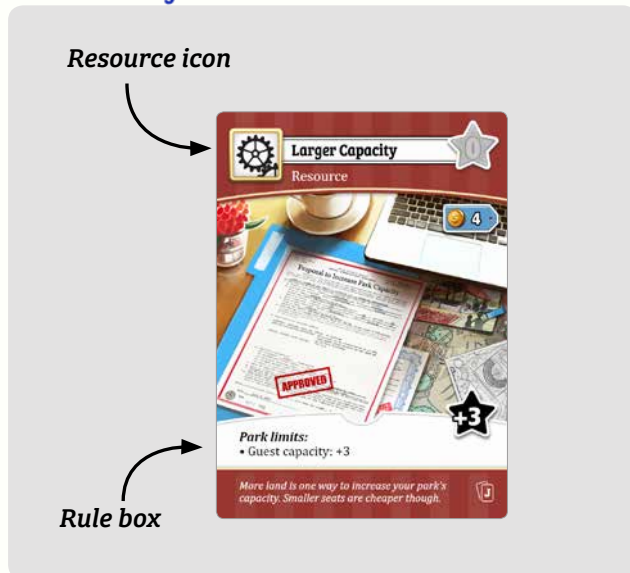 Resource icon
Larger Capacity
0
Resource
4
Proposal to Increase Park Capacity
APPROVED
+3
Park limits:
• Guest capacity: +3
More land is one way to increase your park's
capacity. Smaller seats are cheaper though.
J
Rule box